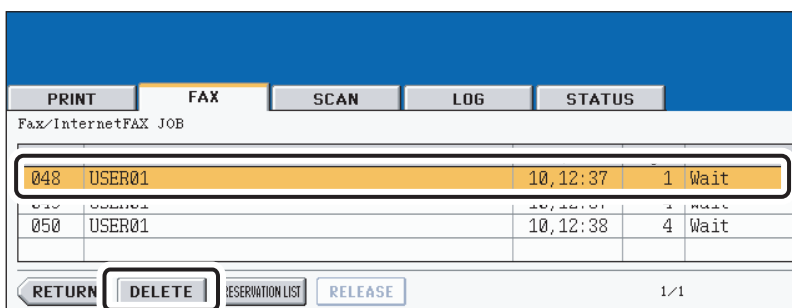 PRINT FAX SCAN LOG STATUS
Fax/InternetFAX JOB
048 USER01 10,12:37 1 Wait
050 USER01 10,12:38 4 Wait
RETURN DELETE RESERVATION LIST RELEASE 1/1